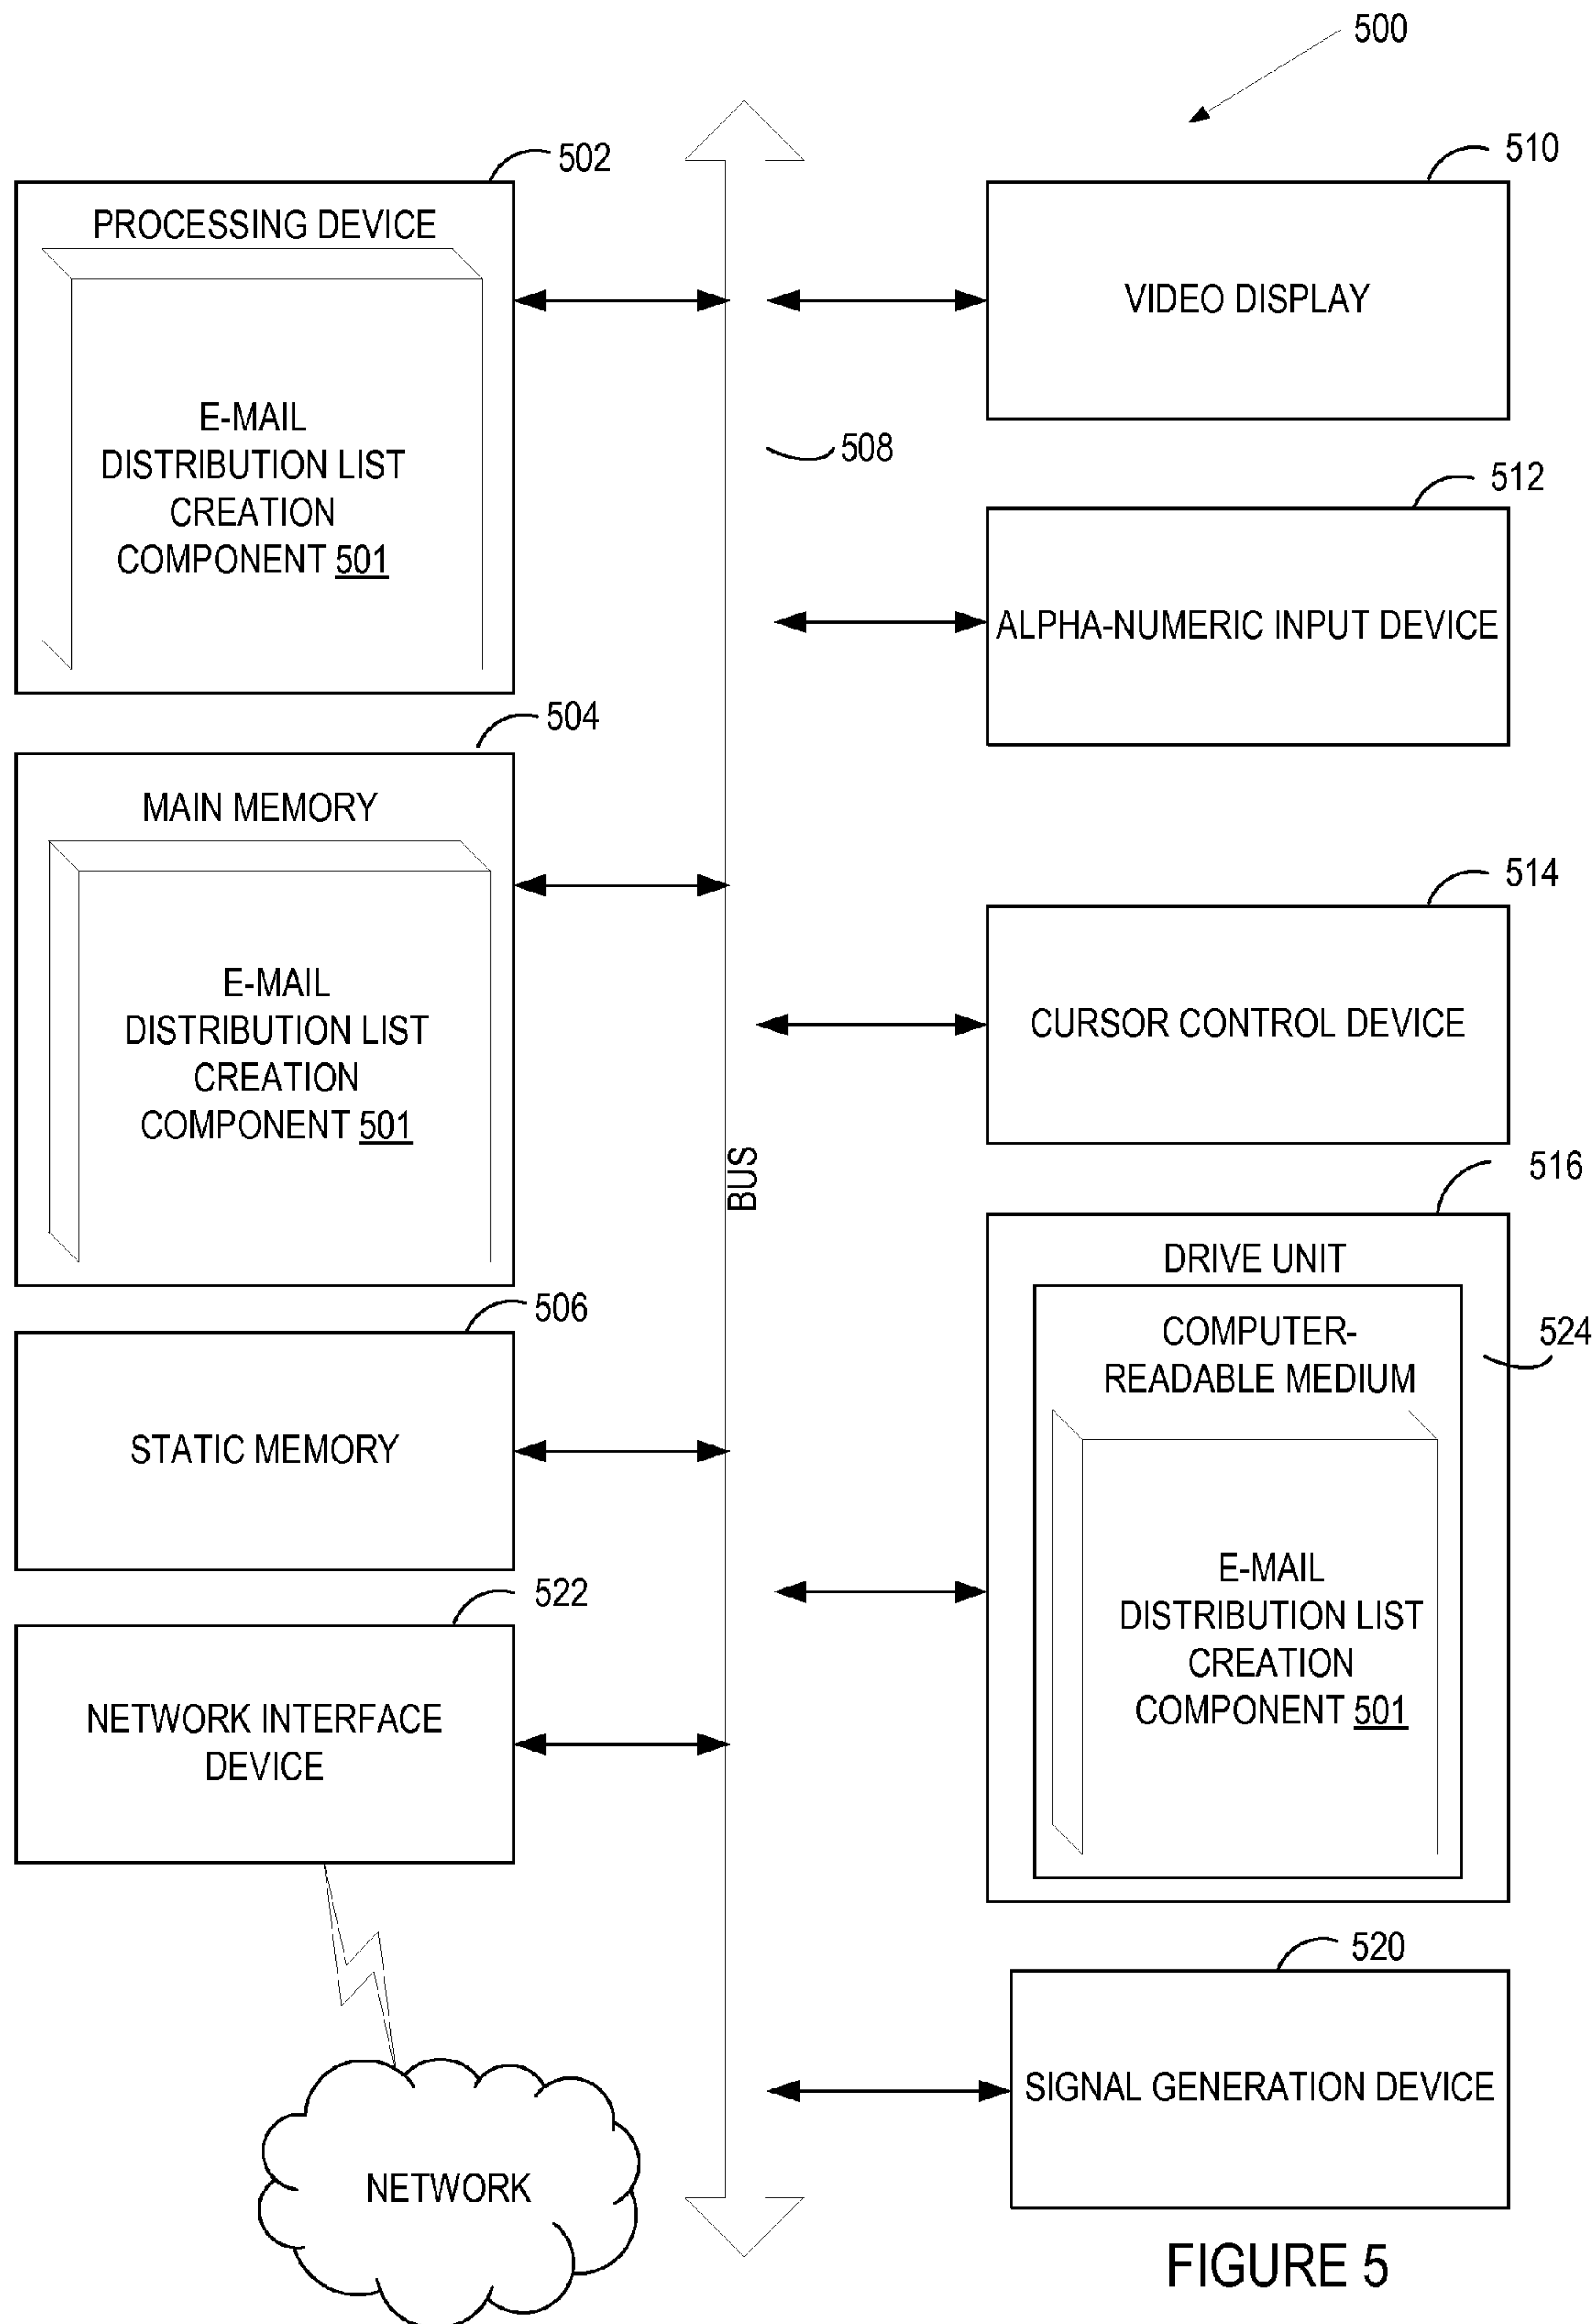 500
502
PROCESSING DEVICE
E-MAIL
DISTRIBUTION LIST
CREATION
COMPONENT 501
504
MAIN MEMORY
E-MAIL
DISTRIBUTION LIST
CREATION
COMPONENT 501
506
STATIC MEMORY
522
NETWORK INTERFACE
DEVICE
NETWORK
508
BUS
510
VIDEO DISPLAY
512
ALPHA-NUMERIC INPUT DEVICE
514
CURSOR CONTROL DEVICE
516
DRIVE UNIT
524
COMPUTER-
READABLE MEDIUM
E-MAIL
DISTRIBUTION LIST
CREATION
COMPONENT 501
520
SIGNAL GENERATION DEVICE
FIGURE 5